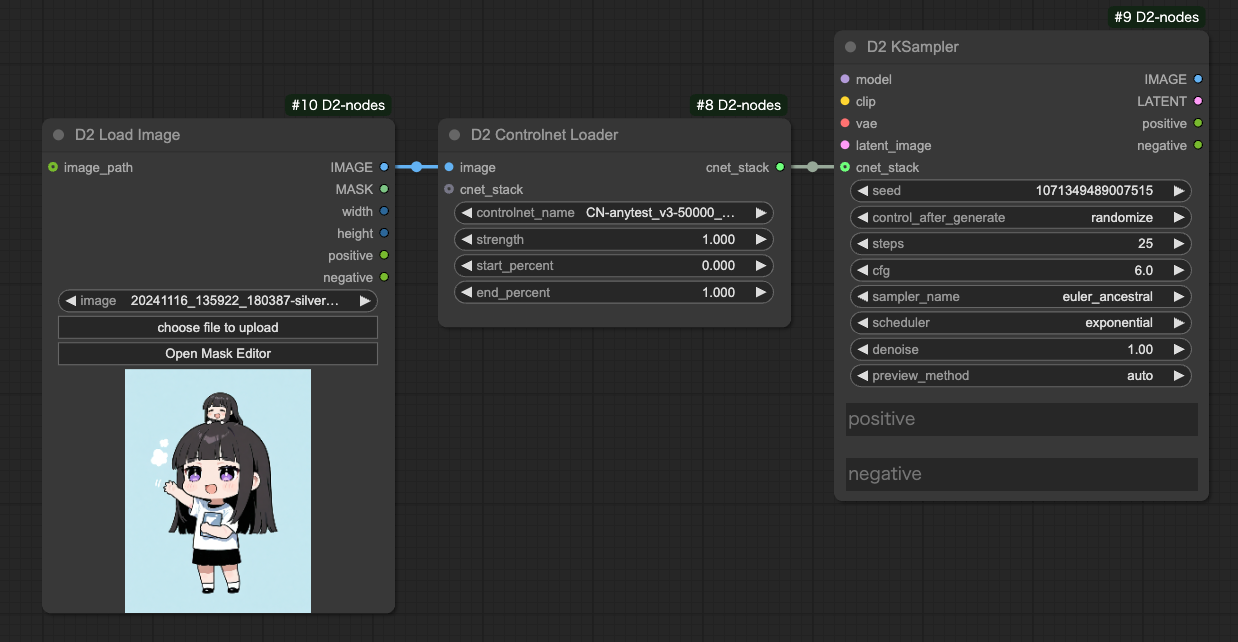 #10 D2-nodes
D2 Load Image
image_path
IMAGE
MASK
width
height
positive
negative
image 20241116_135922_180387-silver...
choose file to upload
Open Mask Editor
#8 D2-nodes
D2 Controlnet Loader
image
cnet_stack
cnet_stack
controlnet_name CN-anytest_v3-50000_...
strength 1.000
start_percent 0.000
end_percent 1.000
#9 D2-nodes
D2 KSampler
model
IMAGE
clip
LATENT
vae
positive
latent_image
negative
cnet_stack
seed 1071349489007515
control_after_generate randomize
steps 25
cfg 6.0
sampler_name euler_ancestral
scheduler exponential
denoise 1.00
preview_method auto
positive
negative